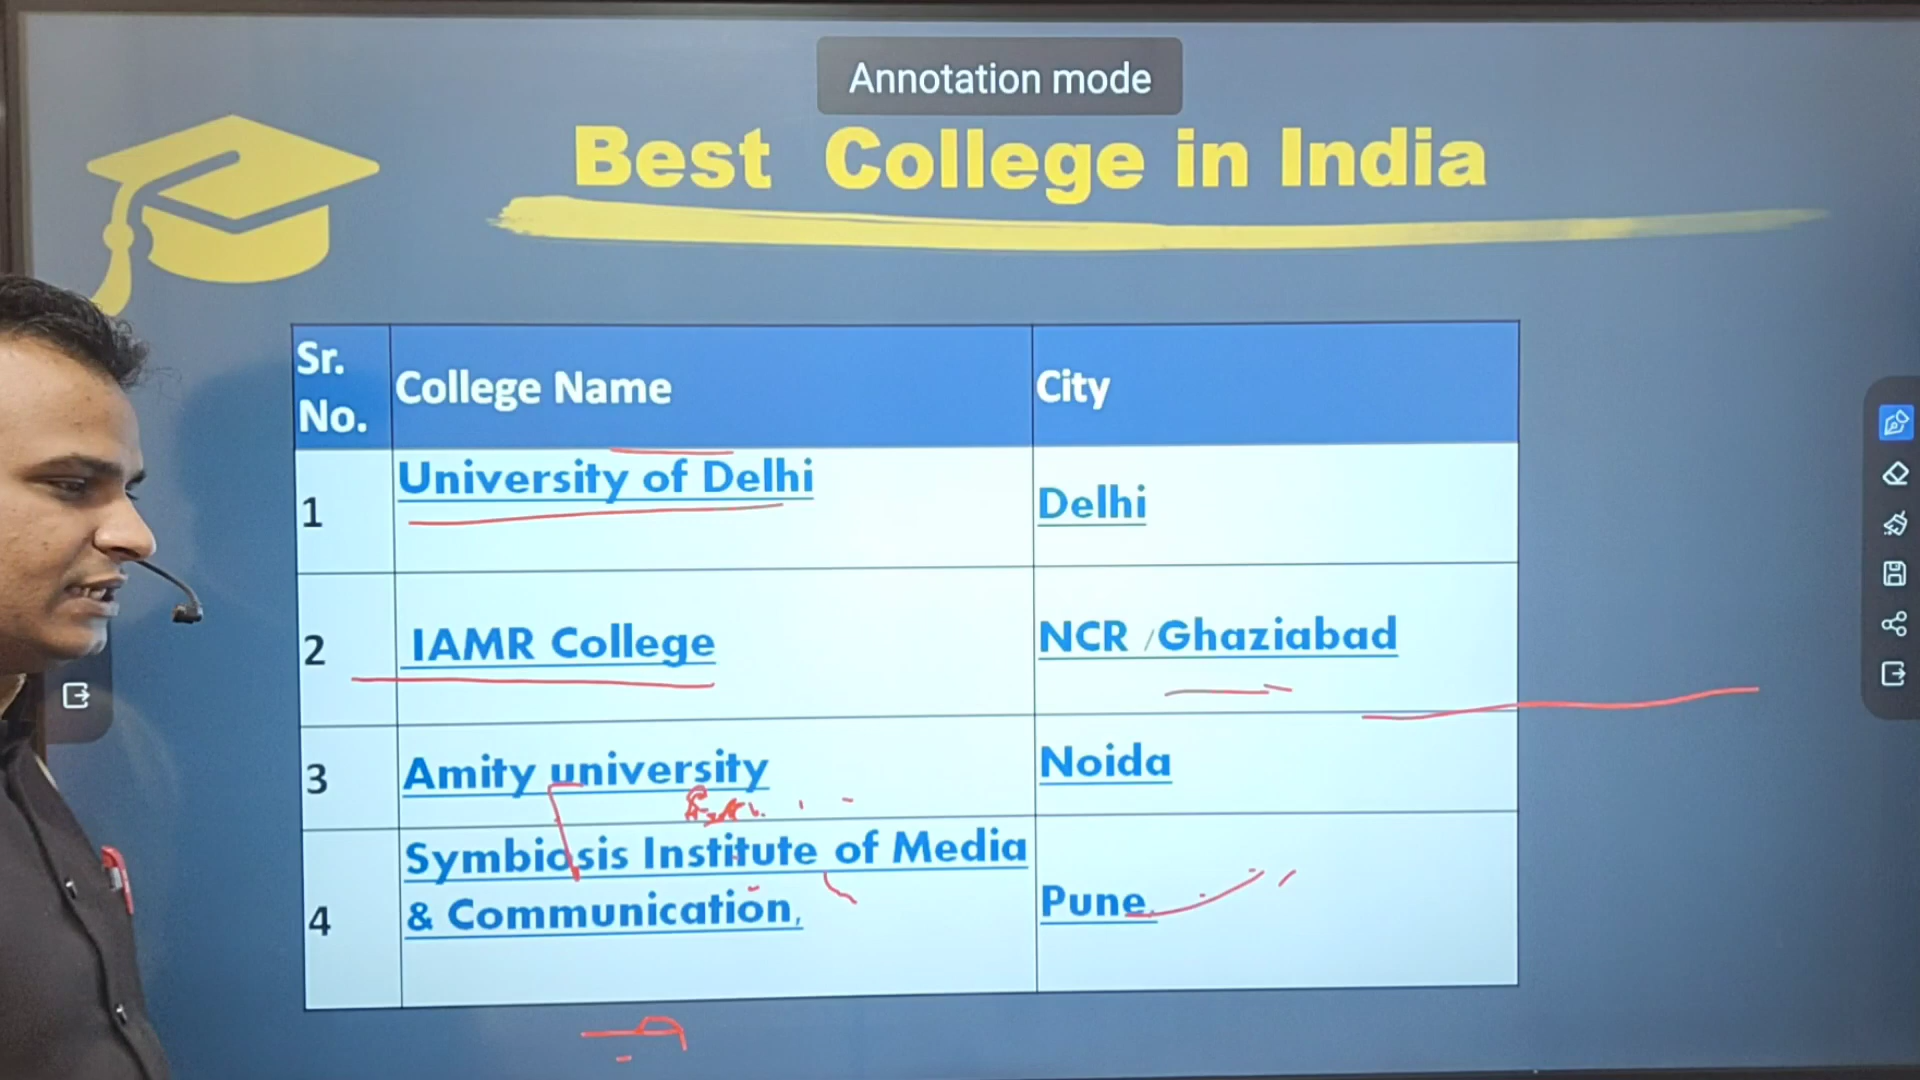 Annotation mode
Best College in India
Sr. No.
College Name
City
1
University of Delhi
Delhi
2
IAMR College
NCR /Ghaziabad
3
Amity university
Noida
4
Symbiosis Institute of Media
& Communication,
Pune.